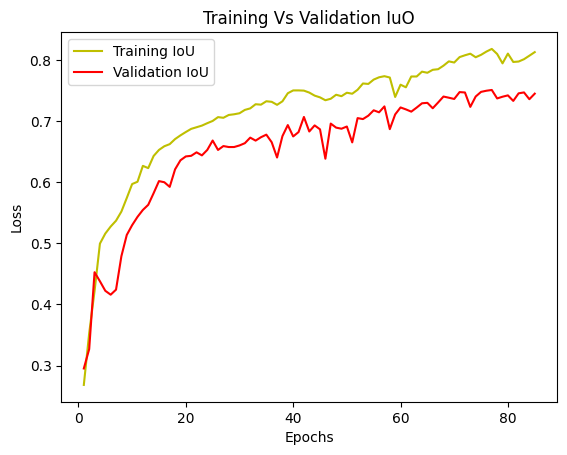 Training Vs Validation IuO
Training IoU
Validation IoU
0.8
0.7
0.6
0.5
0.4
0.3
Loss
0
20
40
60
80
Epochs